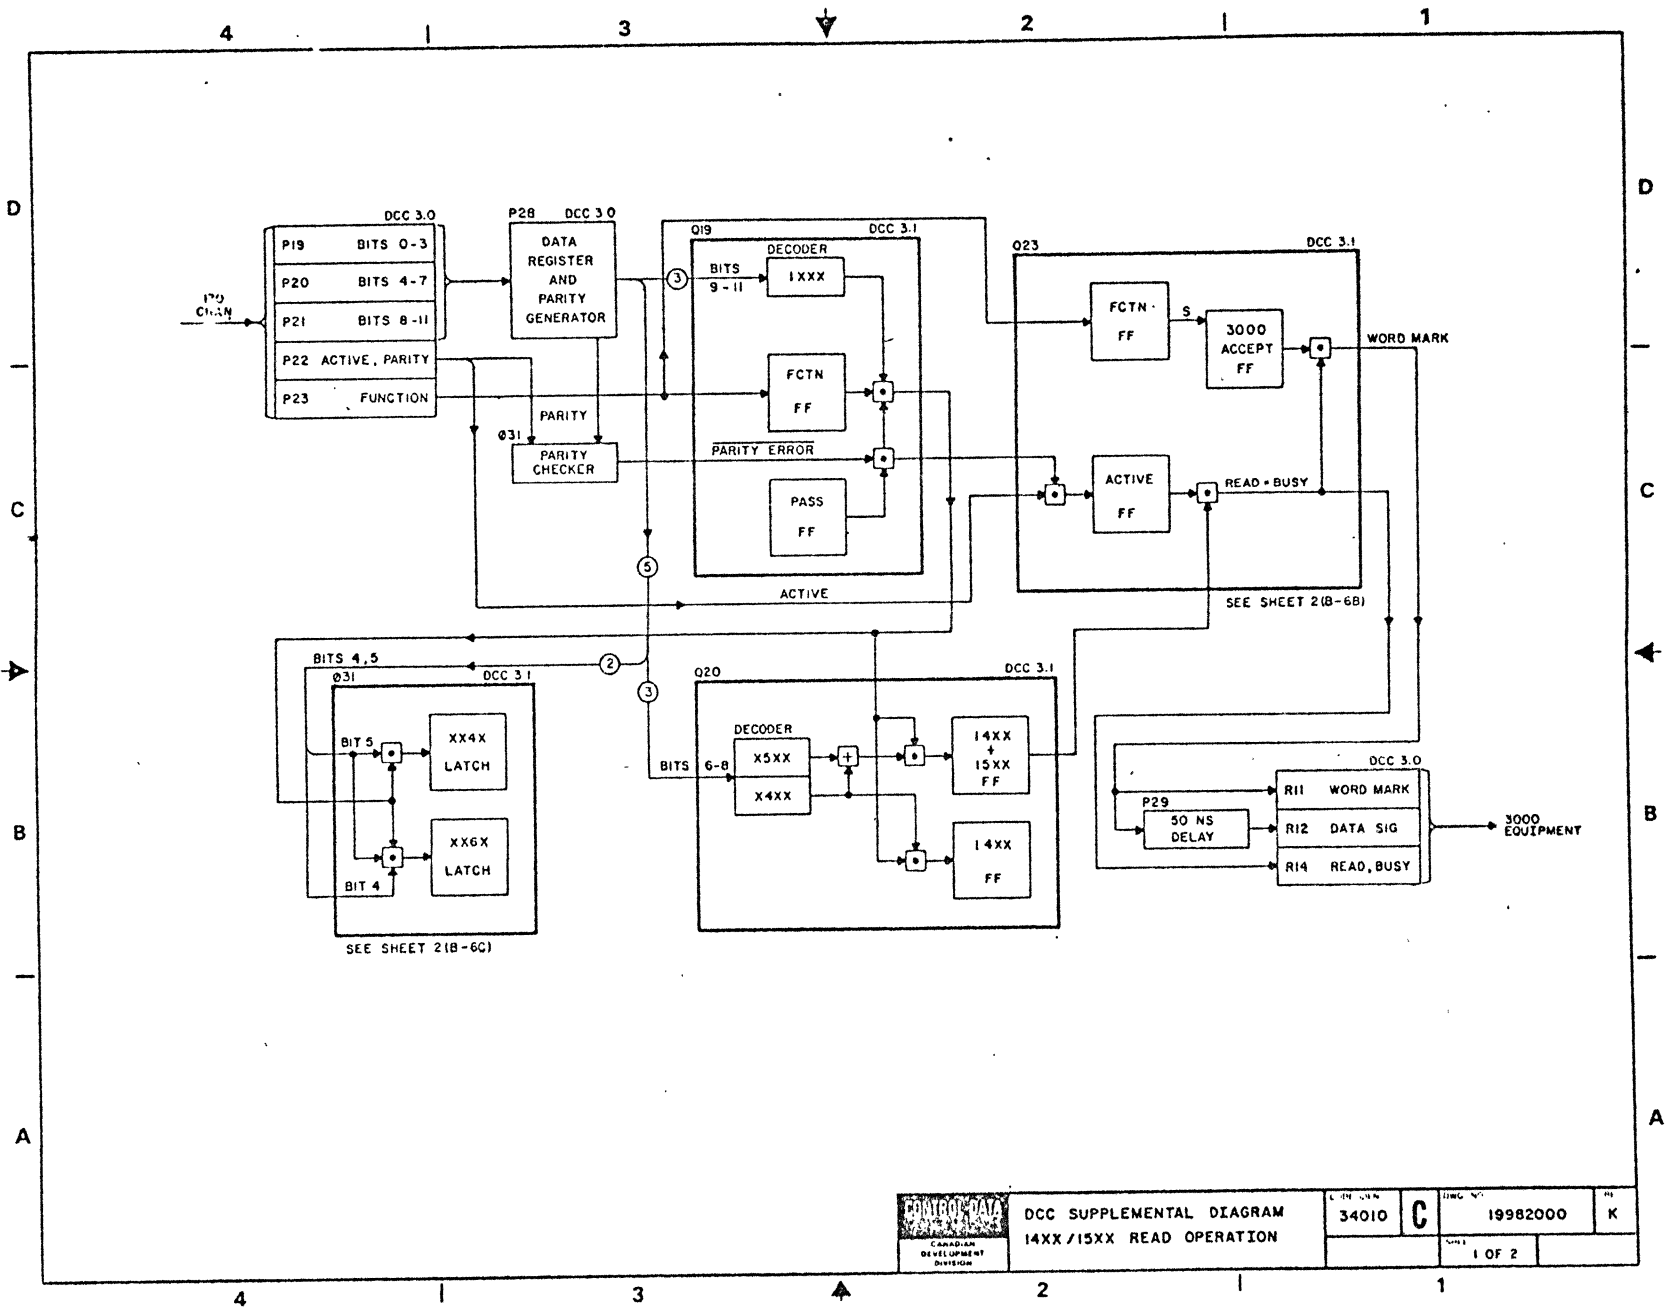 4 3 2 1
D
D
DCC 3.0
P19 BITS 0-3
P20 BITS 4-7
P21 BITS 8-11
P22 ACTIVE, PARITY
P23 FUNCTION
P28 DCC 3 0
DATA
REGISTER
AND
PARITY
GENERATOR
PARITY
Ø31
PARITY
CHECKER
3
BITS
9-11
Q19 DCC 3.1
DECODER
1XXX
FCTN
FF
PARITY ERROR
PASS
FF
Q23 DCC 3.1
FCTN
FF
S
3000
ACCEPT
FF
WORD MARK
ACTIVE
FF
READ • BUSY
SEE SHEET 2(B-6B)
C
C
5
ACTIVE
BITS 4,5
2
3
Ø31 DCC 3 1
BIT 5
XX4X
LATCH
XX6X
LATCH
BIT 4
SEE SHEET 2(B-6C)
Q20 DCC 3.1
DECODER
BITS 6-8
X5XX
X4XX
+
14XX
+
15XX
FF
14XX
FF
DCC 3.0
R11 WORD MARK
P29
50 NS
DELAY
R12 DATA SIG
R14 READ, BUSY
3000
EQUIPMENT
B
B
A
A
CONTROL DATA
CANADIAN
DEVELOPMENT
DIVISION
DCC SUPPLEMENTAL DIAGRAM
14XX/15XX READ OPERATION
34010
C
19982000
K
1 OF 2
4 3 2 1